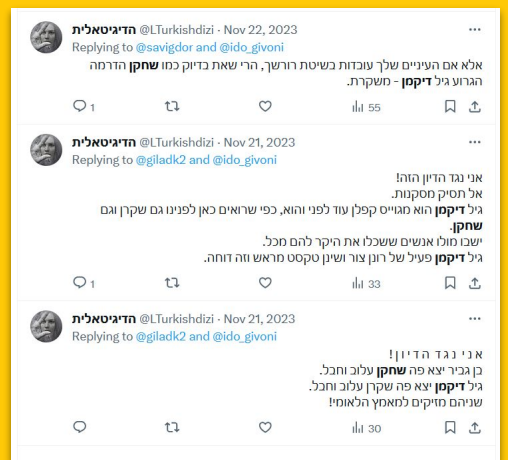 הדיגיטאלית @LTurkishdizi · Nov 22, 2023
Replying to @savigdor and @ido_givoni
אלא אם העיניים שלך עובדות בשיטת רורשך, הרי שאת בדיוק כמו שחקן הדרמה
הגרוע גיל דיקמן - משקרת.
1 55
הדיגיטאלית @LTurkishdizi · Nov 21, 2023
Replying to @giladk2 and @ido_givoni
אני נגד הדיון הזה!
אל תסיק מסקנות.
גיל דיקמן הוא מגוייס קפלן עוד לפני והוא, כפי שרואים כאן לפנינו גם שקרן וגם
שחקן.
ישבו מולו אנשים ששכלו את היקר להם מכל.
גיל דיקמן פעיל של רונן צור ושינן טקסט מראש וזה דוחה.
1 33
הדיגיטאלית @LTurkishdizi · Nov 21, 2023
Replying to @giladk2 and @ido_givoni
א נ י  נ ג ד  ה ד י ו ן !
בן גביר יצא פה שחקן עלוב וחבל.
גיל דיקמן יצא פה שקרן עלוב וחבל.
שניהם מזיקים למאמץ הלאומי!
30